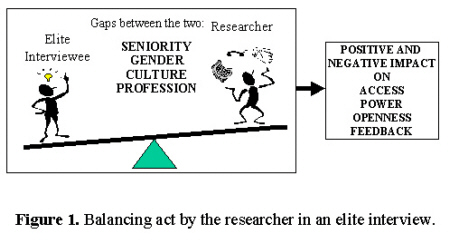 Gaps between the two:
Elite
Interviewee
SENIORITY
GENDER
CULTURE
PROFESSION
Researcher
POSITIVE AND
NEGATIVE IMPACT
ON
ACCESS
POWER
OPENNESS
FEEDBACK
Figure 1. Balancing act by the researcher in an elite interview.